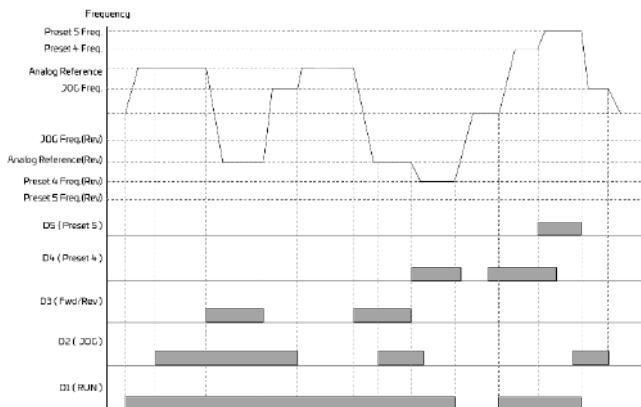 Frequency
Preset 5 Freq.
Preset 4 Freq.
Analog Reference
JOG Freq.
JOG Freq.(Rev)
Analog Reference(Rev)
Preset 4 Freq.(Rev)
Preset 5 Freq.(Rev)
D5 ( Preset 5 )
D4 ( Preset 4 )
D3 ( Fwd/Rev )
D2 ( JOG )
D1 ( RUN )